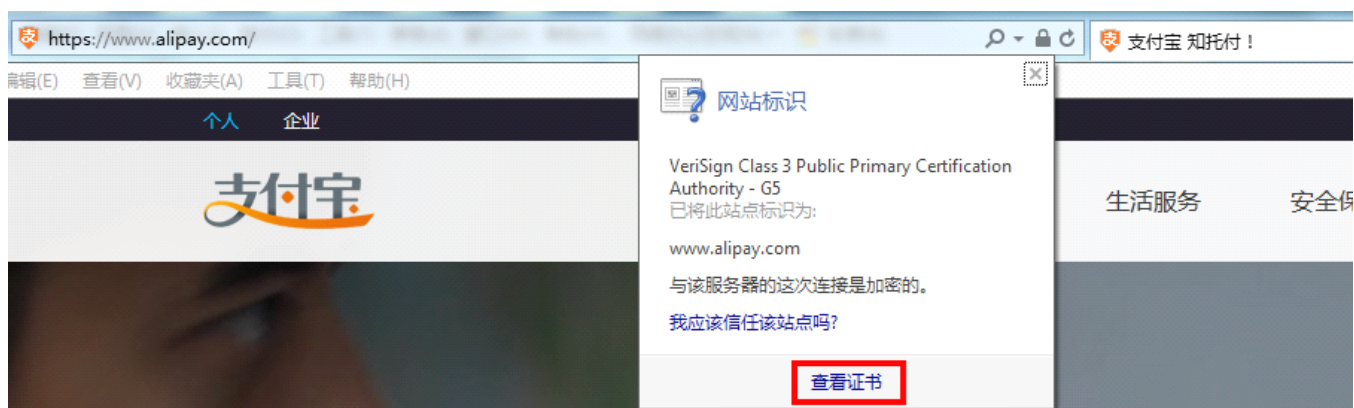 https://www.alipay.com/
支付宝 知托付！
编辑(E) 查看(V) 收藏夹(A) 工具(T) 帮助(H)
个人 企业
支付宝
生活服务 安全保
网站标识
VeriSign Class 3 Public Primary Certification
Authority - G5
已将此站点标识为:
www.alipay.com
与该服务器的这次连接是加密的。
我应该信任该站点吗?
查看证书